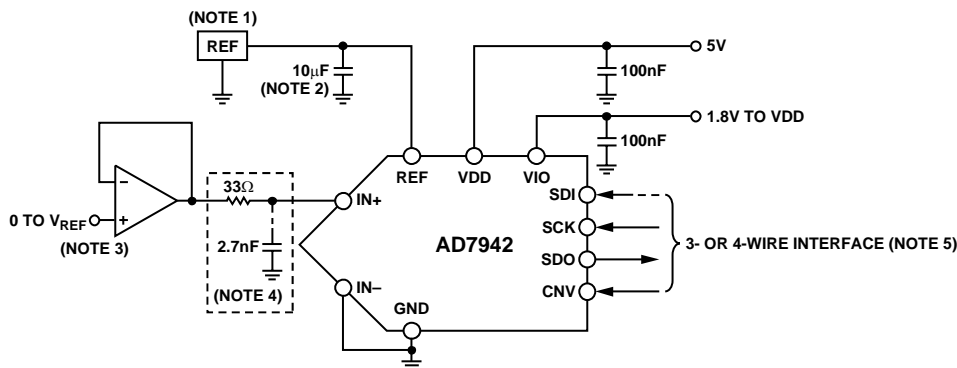 (NOTE 1)
REF
10µF
(NOTE 2)
100nF
5V
100nF
1.8V TO VDD
REF
VDD
VIO
33Ω
2.7nF
(NOTE 4)
0 TO VREF
(NOTE 3)
−
+
IN+
IN–
GND
AD7942
SDI
SCK
SDO
CNV
3- OR 4-WIRE INTERFACE (NOTE 5)